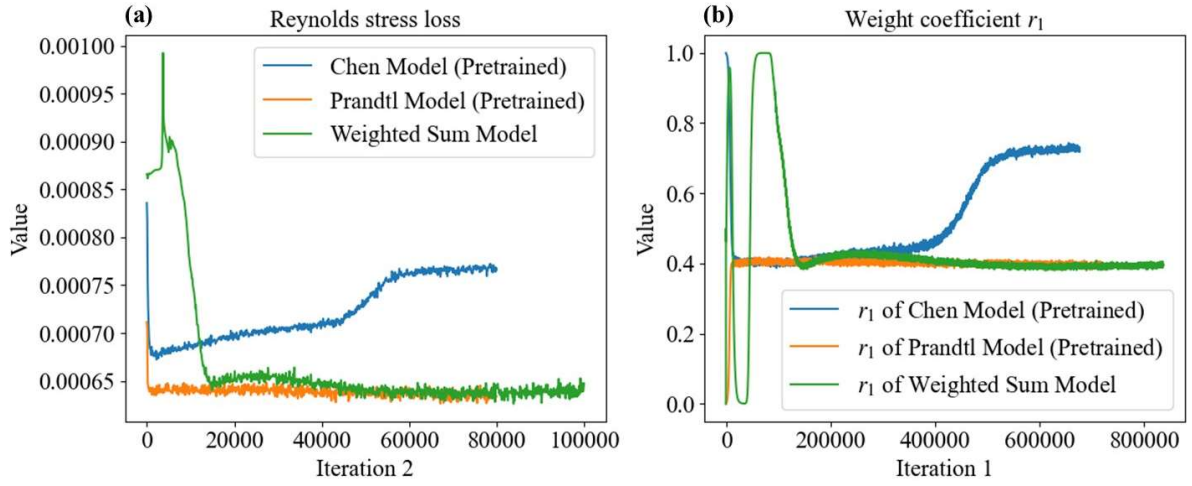 (a)
Reynolds stress loss
0.00100
0.00095
0.00090
0.00085
0.00080
0.00075
0.00070
0.00065
Value
Chen Model (Pretrained)
Prandtl Model (Pretrained)
Weighted Sum Model
0
20000
40000
60000
80000
100000
Iteration 2
(b)
Weight coefficient r₁
1.0
0.8
0.6
0.4
0.2
0.0
Value
r₁ of Chen Model (Pretrained)
r₁ of Prandtl Model (Pretrained)
r₁ of Weighted Sum Model
0
200000
400000
600000
800000
Iteration 1